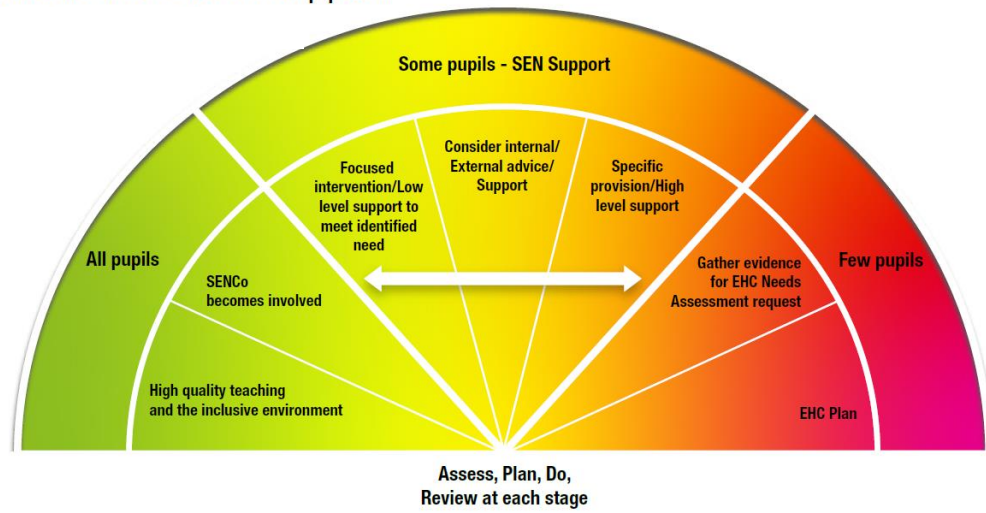 Some pupils - SEN Support
Consider internal/
External advice/
Support
Focused
intervention/Low
level support to
meet identified
need
Specific
provision/High
level support
All pupils
Few pupils
SENCo
becomes involved
Gather evidence
for EHC Needs
Assessment request
High quality teaching
and the inclusive environment
EHC Plan
Assess, Plan, Do,
Review at each stage